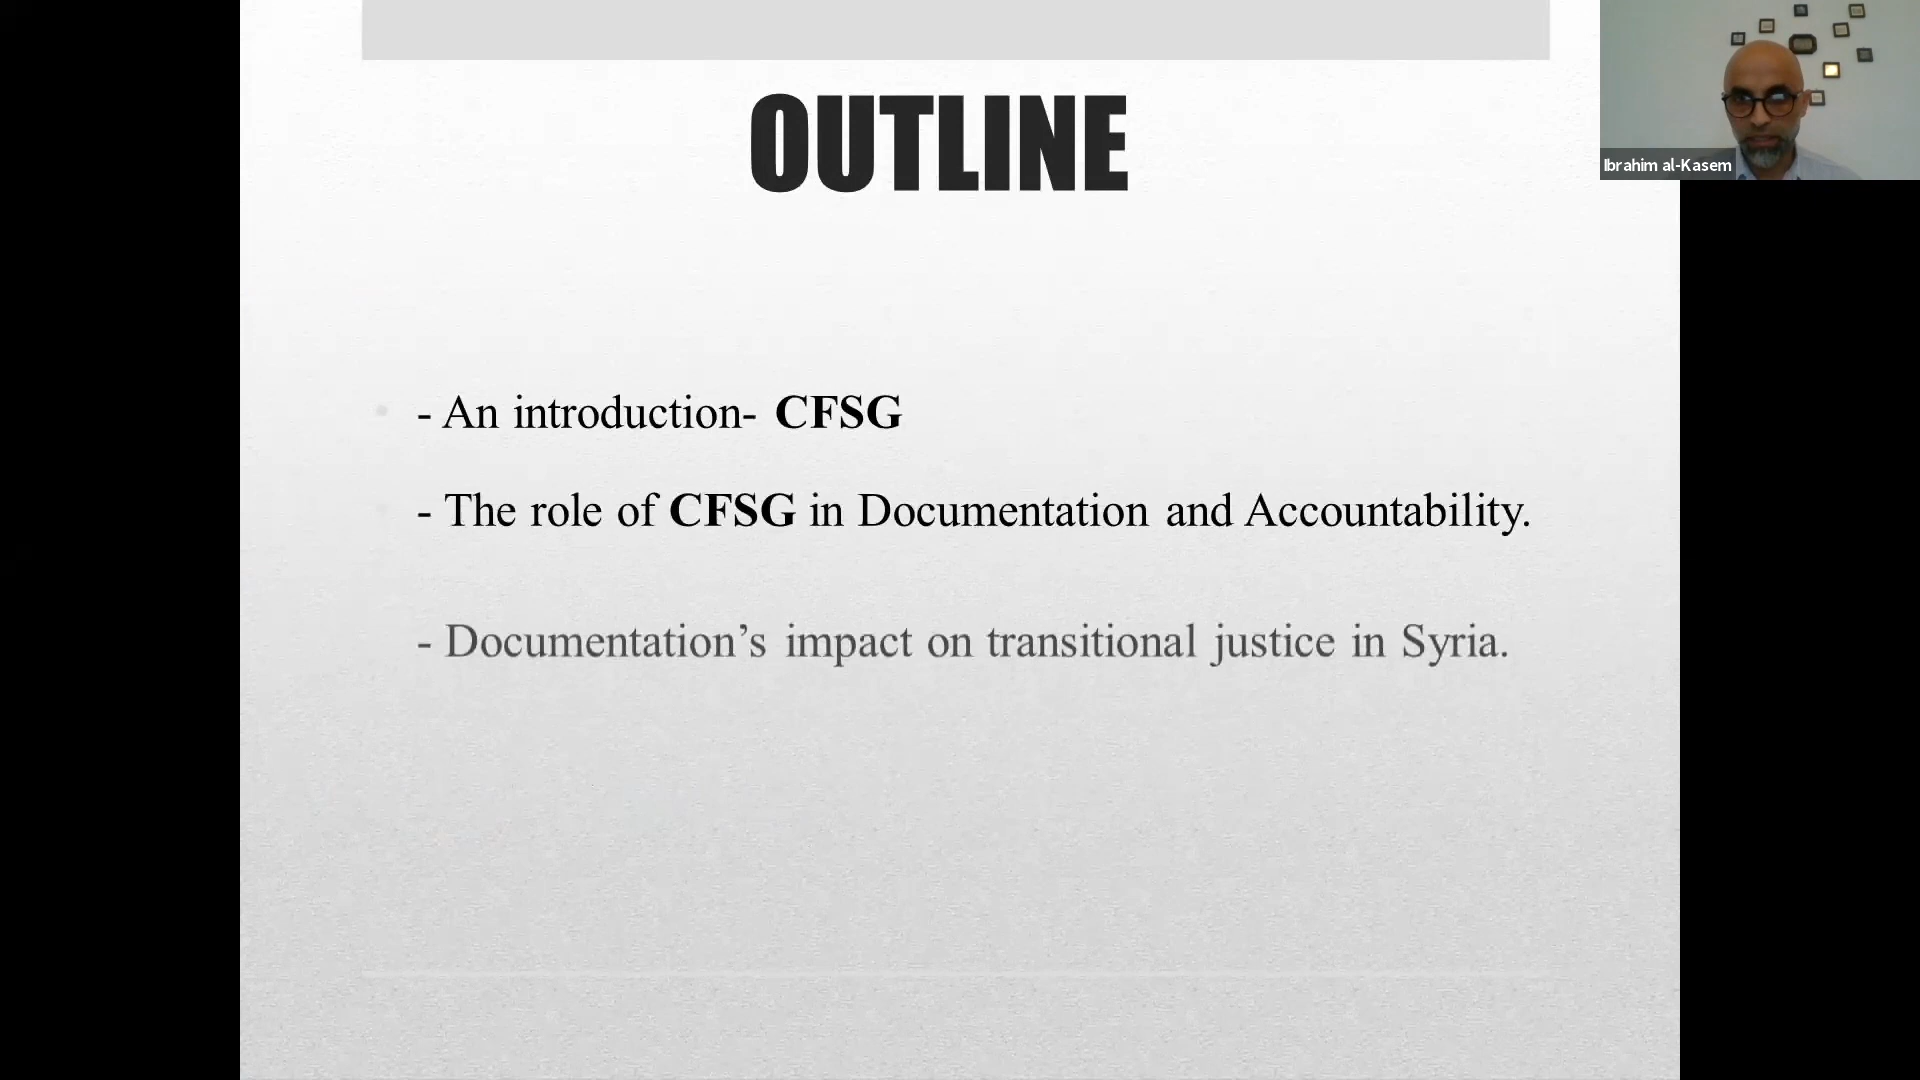 OUTLINE
Ibrahim al-Kasem
- An introduction- CFSG
- The role of CFSG in Documentation and Accountability.
- Documentation’s impact on transitional justice in Syria.